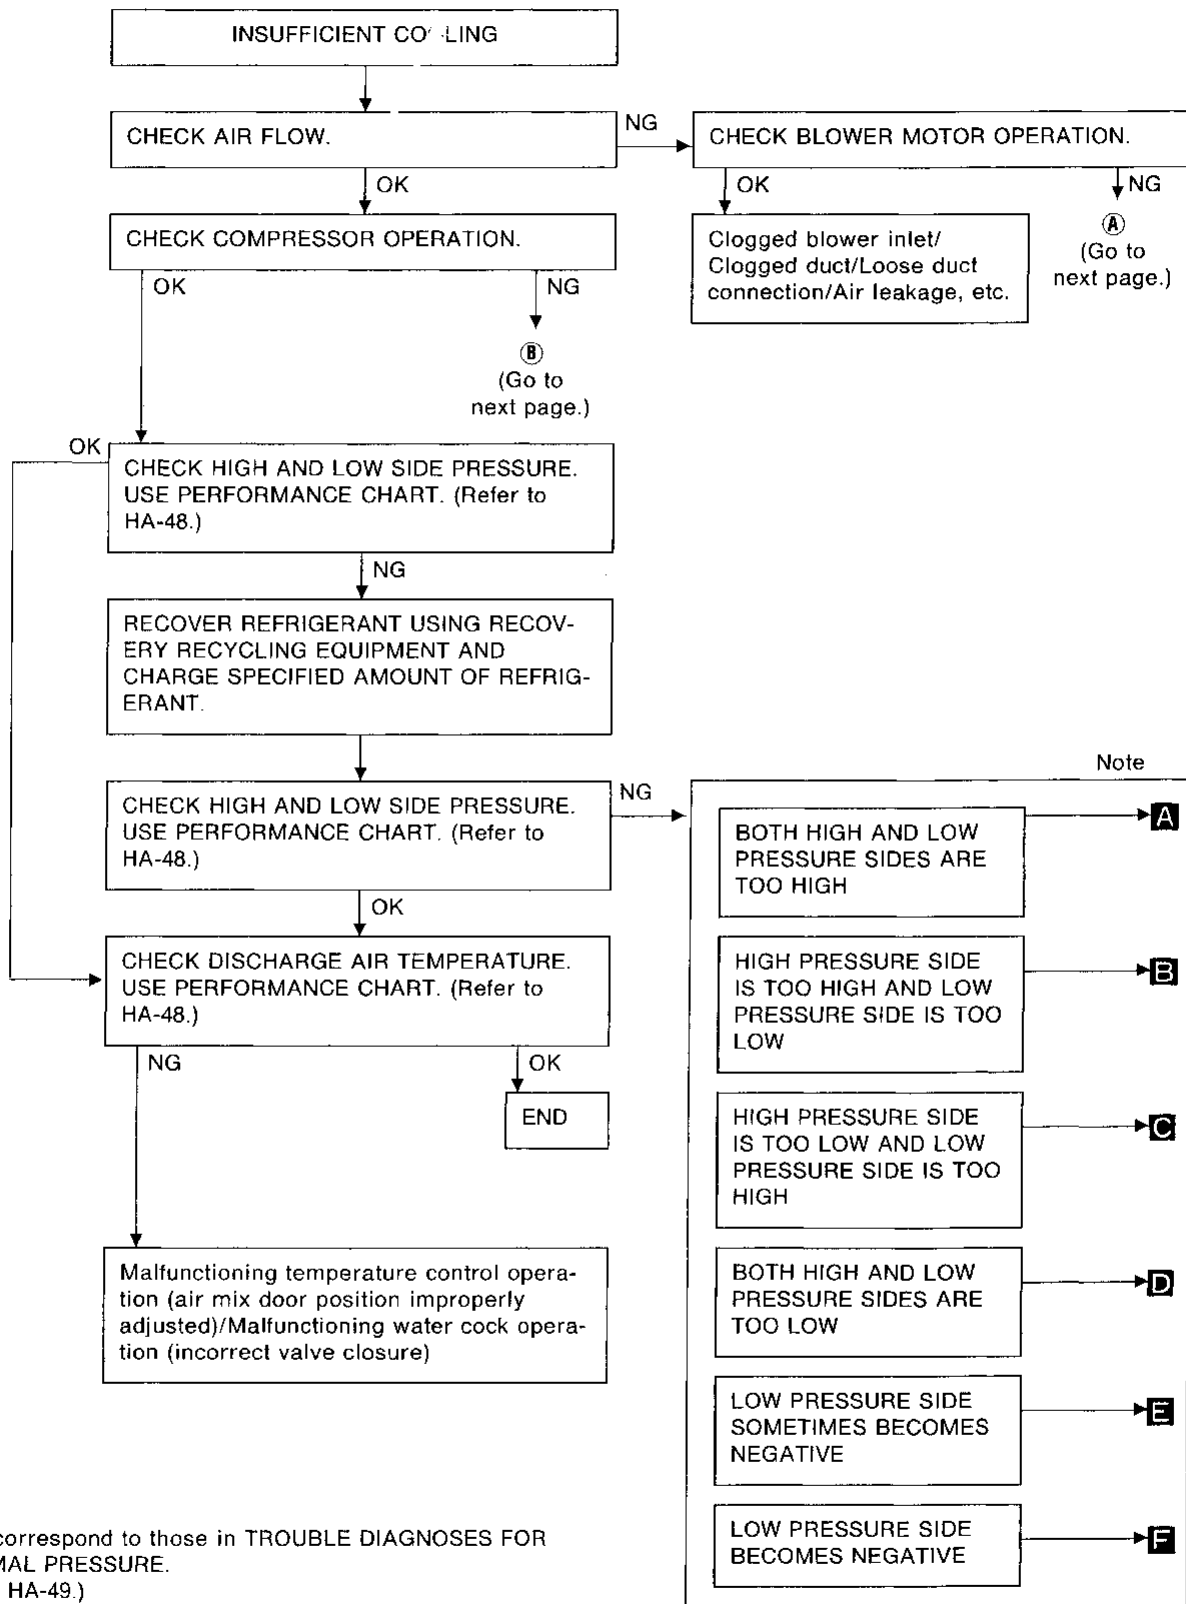 INSUFFICIENT CO LING
CHECK AIR FLOW.
NG
CHECK BLOWER MOTOR OPERATION.
OK
OK
NG
CHECK COMPRESSOR OPERATION.
Clogged blower inlet/
Clogged duct/Loose duct
connection/Air leakage, etc.
Ⓐ
(Go to
next page.)
OK
NG
Ⓑ
(Go to
next page.)
OK
CHECK HIGH AND LOW SIDE PRESSURE.
USE PERFORMANCE CHART. (Refer to
HA-48.)
NG
RECOVER REFRIGERANT USING RECOV-
ERY RECYCLING EQUIPMENT AND
CHARGE SPECIFIED AMOUNT OF REFRIG-
ERANT.
CHECK HIGH AND LOW SIDE PRESSURE.
USE PERFORMANCE CHART. (Refer to
HA-48.)
NG
OK
CHECK DISCHARGE AIR TEMPERATURE.
USE PERFORMANCE CHART. (Refer to
HA-48.)
NG
OK
END
Malfunctioning temperature control opera-
tion (air mix door position improperly
adjusted)/Malfunctioning water cock opera-
tion (incorrect valve closure)
Note
BOTH HIGH AND LOW
PRESSURE SIDES ARE
TOO HIGH
A
HIGH PRESSURE SIDE
IS TOO HIGH AND LOW
PRESSURE SIDE IS TOO
LOW
B
HIGH PRESSURE SIDE
IS TOO LOW AND LOW
PRESSURE SIDE IS TOO
HIGH
C
BOTH HIGH AND LOW
PRESSURE SIDES ARE
TOO LOW
D
LOW PRESSURE SIDE
SOMETIMES BECOMES
NEGATIVE
E
LOW PRESSURE SIDE
BECOMES NEGATIVE
F
correspond to those in TROUBLE DIAGNOSES FOR
MAL PRESSURE.
HA-49.)